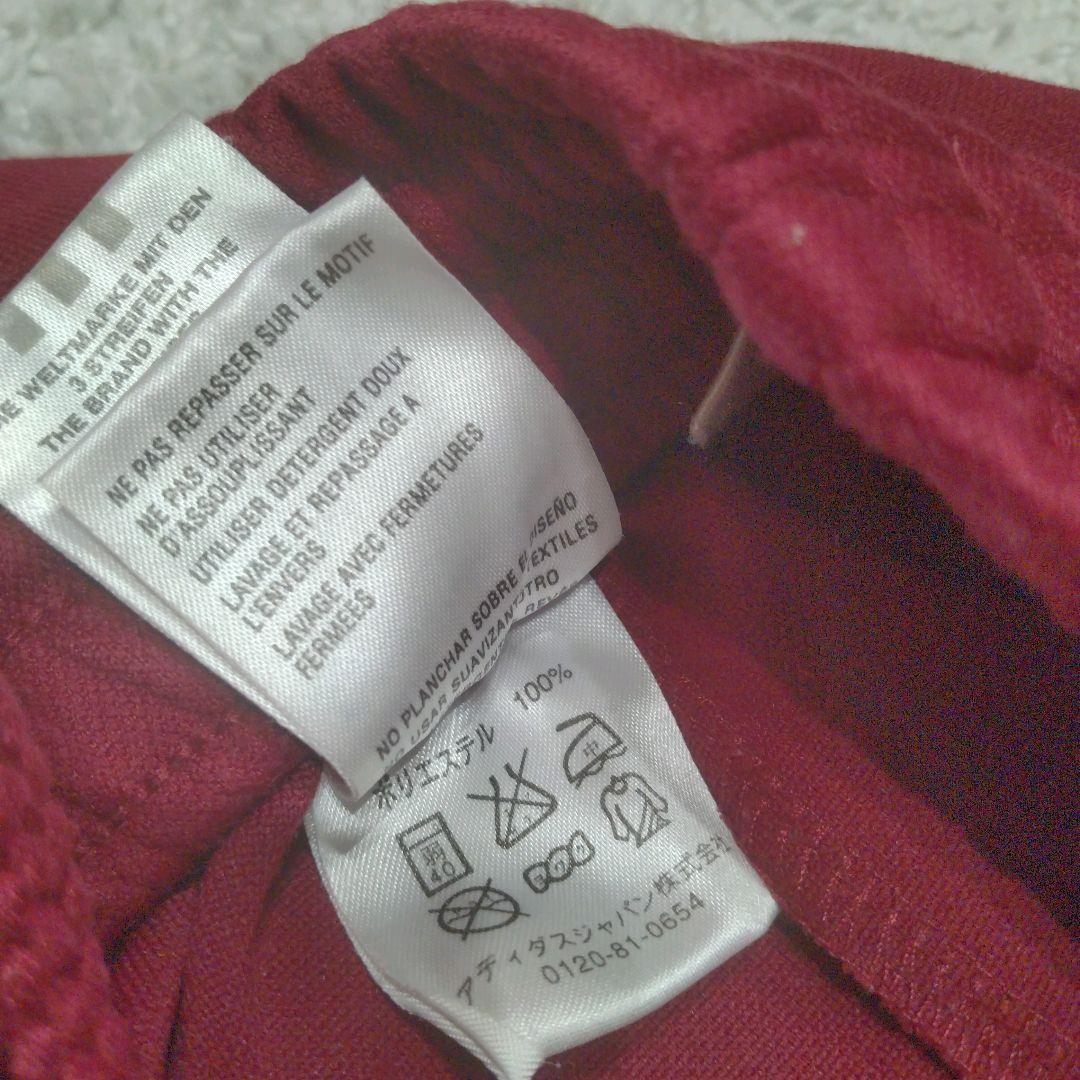 WELTMARKE MIT DEN
3 STREIFEN
THE BRAND WITH THE
NE PAS REPASSER SUR LE MOTIF
NE PAS UTILISER
D'ASSOUPLISSANT
UTILISER DETERGENT DOUX
LAVAGE ET REPASSAGE A
L'ENVERS
LAVAGE AVEC FERMETURES
FERMEES
NO PLANCHAR SOBRE DISEÑO
USAR
ポリエステル 100%
中
弱
40
アディダスジャパン株式会社
0120-81-0654